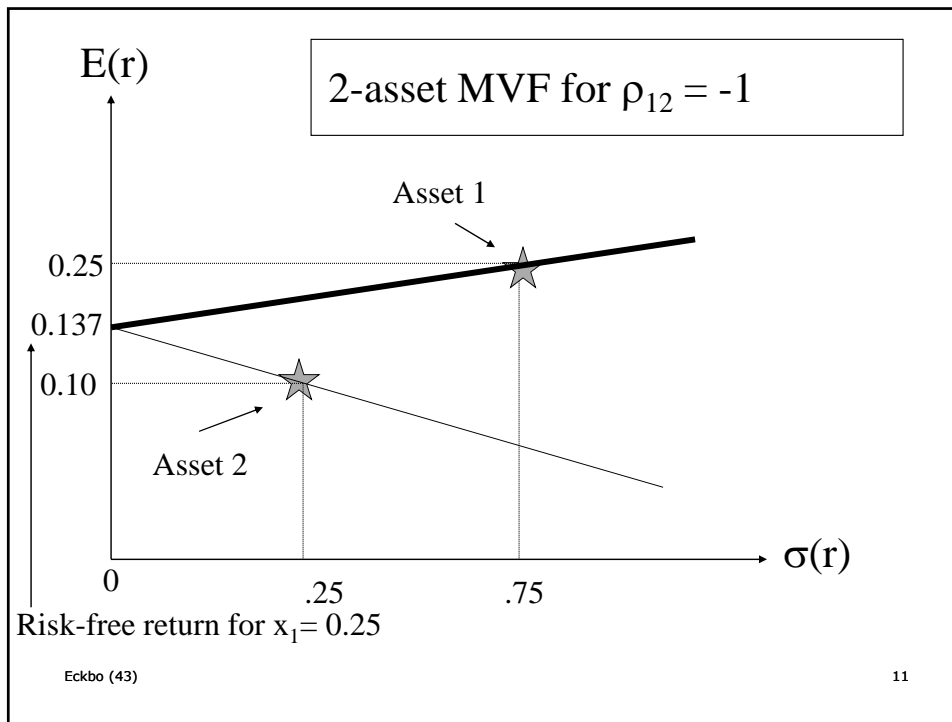 E(r)
2-asset MVF for ρ₁₂ = -1
Asset 1
0.25
0.137
0.10
Asset 2
σ(r)
0
.25
.75
Risk-free return for x₁= 0.25
Eckbo (43)
11